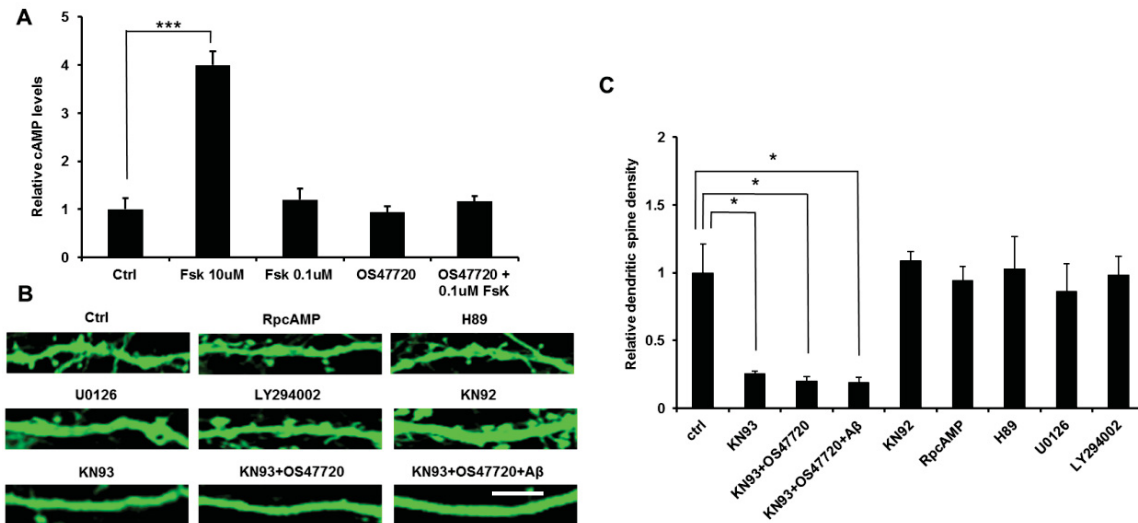 A
Relative cAMP levels
5
4
3
2
1
0
***
Ctrl
Fsk 10uM
Fsk 0.1uM
OS47720
OS47720 +
0.1uM FsK
B
Ctrl
RpcAMP
H89
U0126
LY294002
KN92
KN93
KN93+OS47720
KN93+OS47720+Aβ
C
Relative dendritic spine density
2
1.5
1
0.5
0
*
*
*
ctrl
KN93
KN93+OS47720
KN93+OS47720+Aβ
KN92
RpcAMP
H89
U0126
LY294002